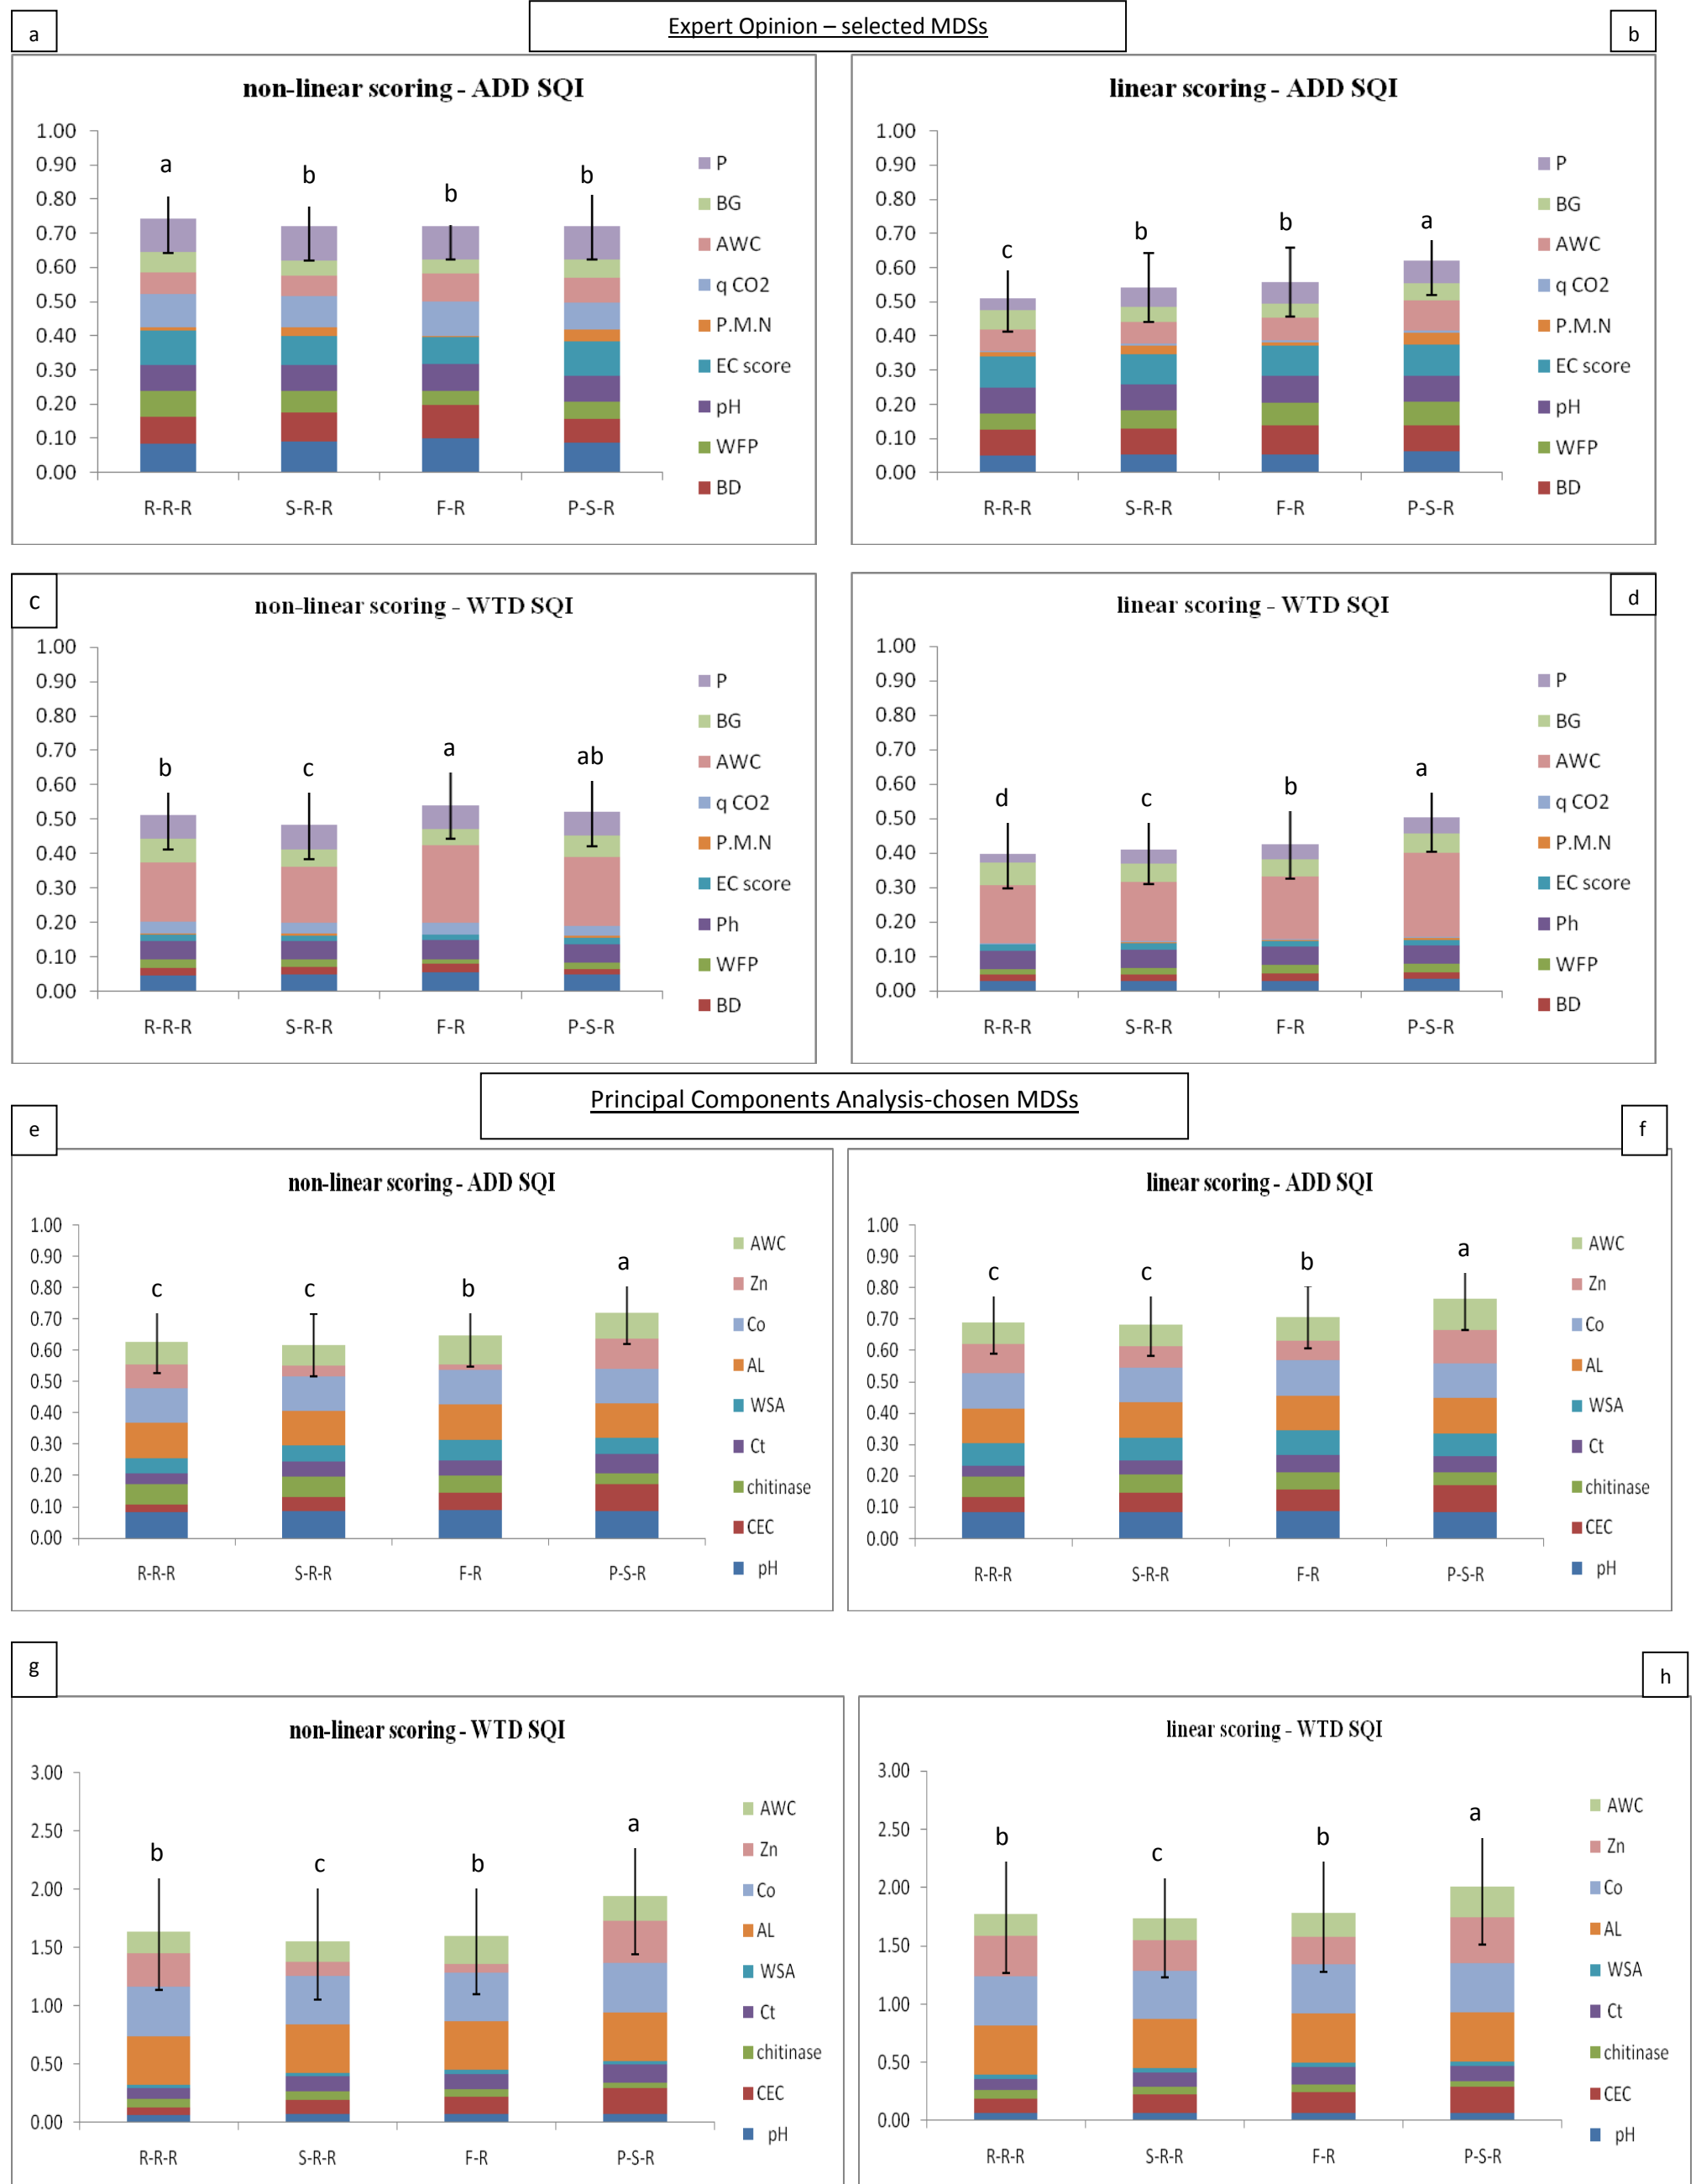 a
Expert Opinion – selected MDSs
b
non-linear scoring - ADD SQI
1.00
0.90
0.80
0.70
0.60
0.50
0.40
0.30
0.20
0.10
0.00
a
b
b
b
R-R-R
S-R-R
F-R
P-S-R
P
BG
AWC
q CO2
P.M.N
EC score
pH
WFP
BD
linear scoring - ADD SQI
1.00
0.90
0.80
0.70
0.60
0.50
0.40
0.30
0.20
0.10
0.00
c
b
b
a
R-R-R
S-R-R
F-R
P-S-R
P
BG
AWC
q CO2
P.M.N
EC score
pH
WFP
BD
c
non-linear scoring - WTD SQI
1.00
0.90
0.80
0.70
0.60
0.50
0.40
0.30
0.20
0.10
0.00
b
c
a
ab
R-R-R
S-R-R
F-R
P-S-R
P
BG
AWC
q CO2
P.M.N
EC score
Ph
WFP
BD
d
linear scoring - WTD SQI
1.00
0.90
0.80
0.70
0.60
0.50
0.40
0.30
0.20
0.10
0.00
d
c
b
a
R-R-R
S-R-R
F-R
P-S-R
P
BG
AWC
q CO2
P.M.N
EC score
Ph
WFP
BD
Principal Components Analysis-chosen MDSs
e
non-linear scoring - ADD SQI
1.00
0.90
0.80
0.70
0.60
0.50
0.40
0.30
0.20
0.10
0.00
c
c
b
a
R-R-R
S-R-R
F-R
P-S-R
AWC
Zn
Co
AL
WSA
Ct
chitinase
CEC
pH
f
linear scoring - ADD SQI
1.00
0.90
0.80
0.70
0.60
0.50
0.40
0.30
0.20
0.10
0.00
c
c
b
a
R-R-R
S-R-R
F-R
P-S-R
AWC
Zn
Co
AL
WSA
Ct
chitinase
CEC
pH
g
non-linear scoring - WTD SQI
3.00
2.50
2.00
1.50
1.00
0.50
0.00
b
c
b
a
R-R-R
S-R-R
F-R
P-S-R
AWC
Zn
Co
AL
WSA
Ct
chitinase
CEC
pH
h
linear scoring - WTD SQI
3.00
2.50
2.00
1.50
1.00
0.50
0.00
b
c
b
a
R-R-R
S-R-R
F-R
P-S-R
AWC
Zn
Co
AL
WSA
Ct
chitinase
CEC
pH